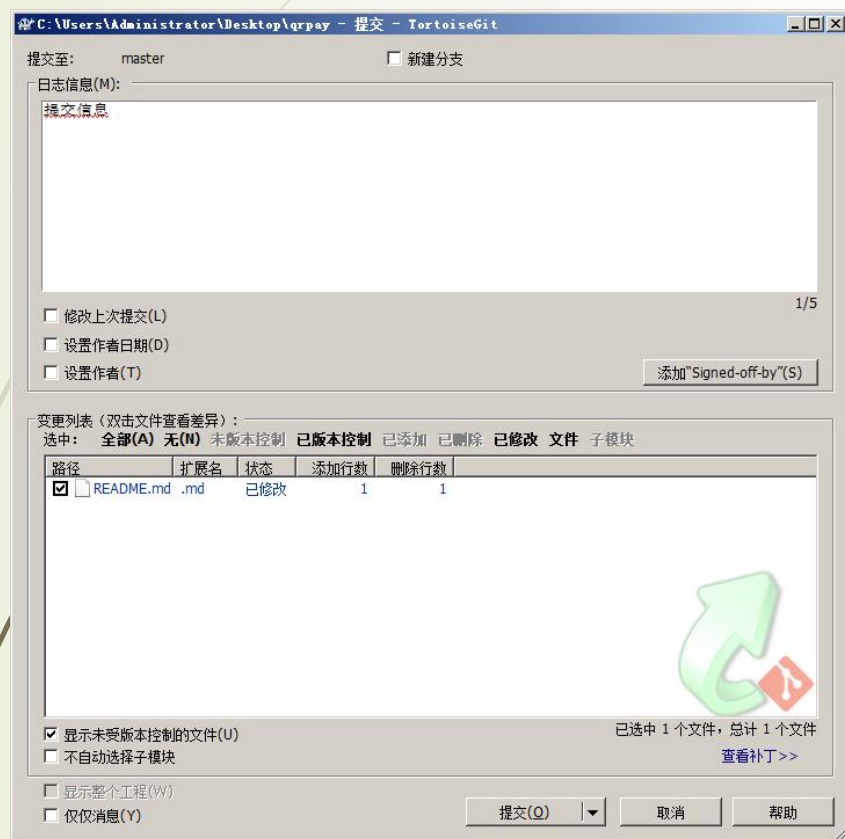 C:\Users\Administrator\Desktop\qrpay - 提交 - TortoiseGit
提交至: master 新建分支
日志信息(M):
提交信息
1/5
修改上次提交(L)
设置作者日期(D)
设置作者(T) 添加"Signed-off-by"(S)
变更列表（双击文件查看差异）:
选中: 全部(A) 无(N) 未版本控制 已版本控制 已添加 已删除 已修改 文件 子模块
路径 扩展名 状态 添加行数 删除行数
README.md .md 已修改 1 1
显示未受版本控制的文件(U) 已选中 1 个文件，总计 1 个文件
不自动选择子模块 查看补丁>>
显示整个工程(W)
仅仅消息(Y) 提交(O) 取消 帮助